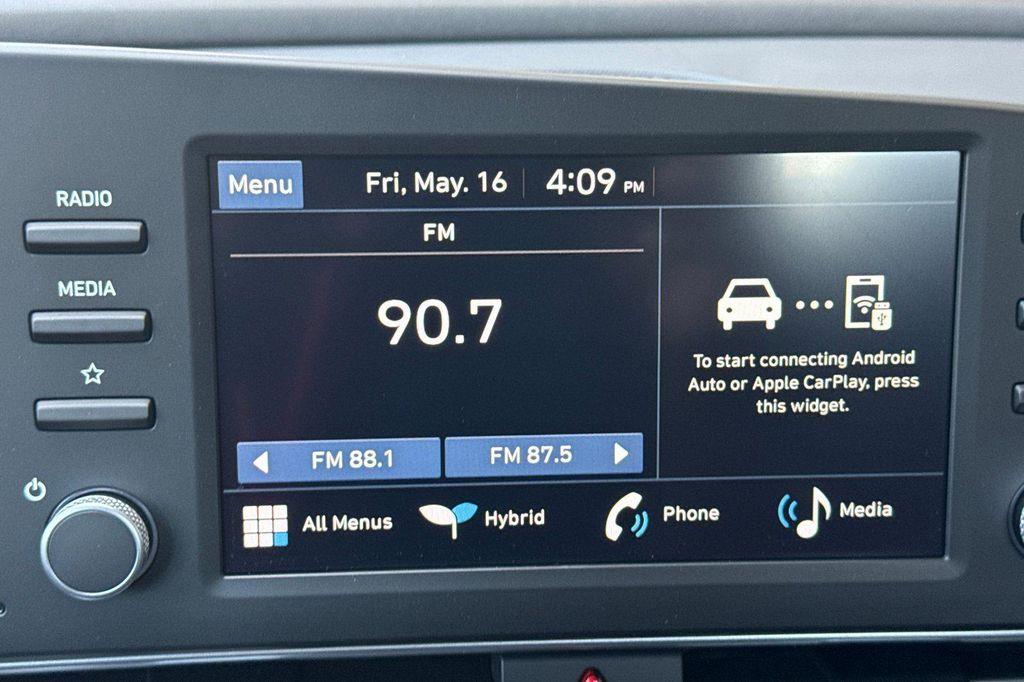 RADIO
MEDIA
Menu
Fri, May. 16
4:09 PM
FM
90.7
FM 88.1
FM 87.5
To start connecting Android
Auto or Apple CarPlay, press
this widget.
All Menus
Hybrid
Phone
Media